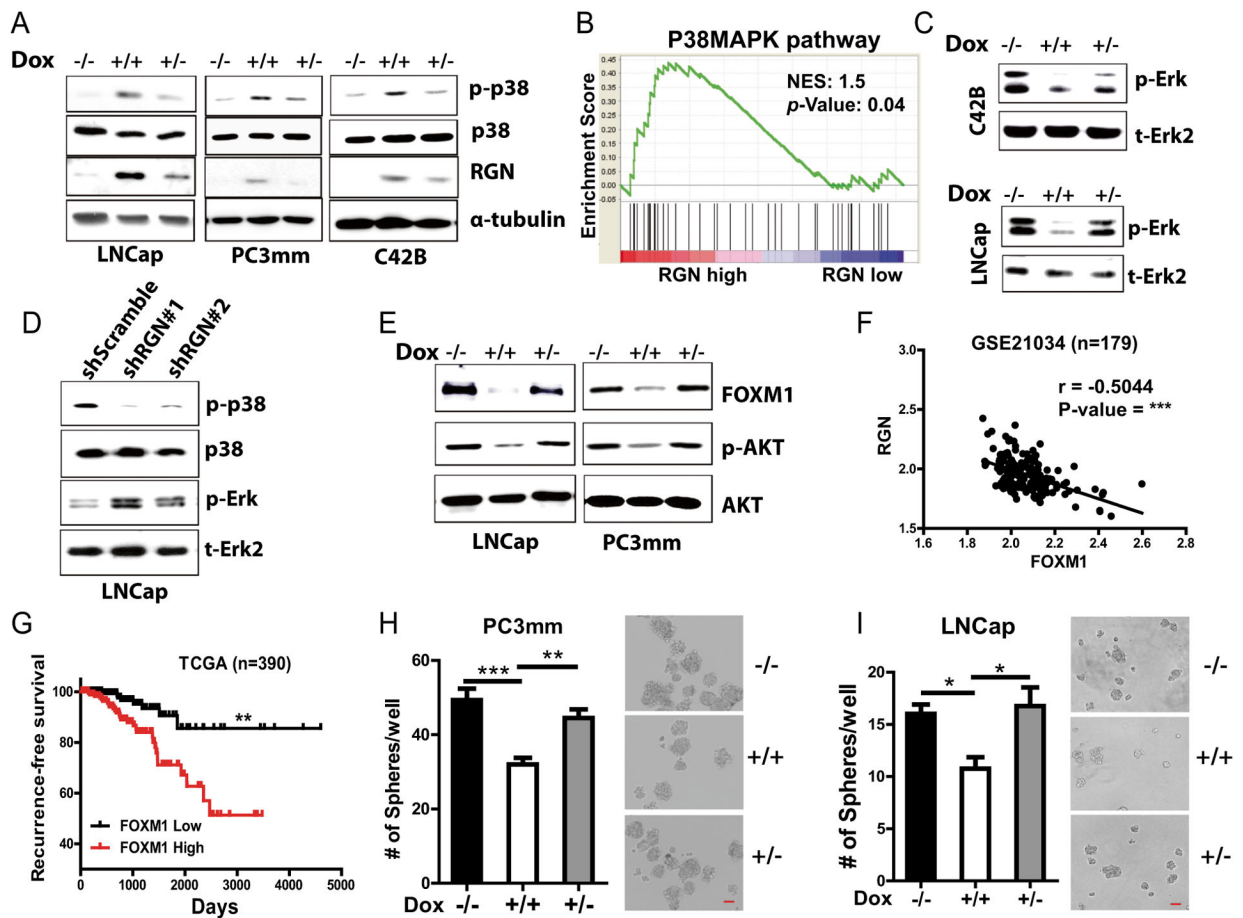 A
Dox -/- +/+ +/- -/- +/+ +/- -/- +/+ +/-
p-p38
p38
RGN
α-tubulin
LNCap PC3mm C42B
B
P38MAPK pathway
NES: 1.5
p-Value: 0.04
Enrichment Score
0.45
0.40
0.35
0.30
0.25
0.20
0.15
0.10
0.05
0.00
-0.05
RGN high RGN low
C
Dox -/- +/+ +/-
p-Erk
t-Erk2
C42B
Dox -/- +/+ +/-
p-Erk
t-Erk2
LNCap
D
shScramble
shRGN#1
shRGN#2
p-p38
p38
p-Erk
t-Erk2
LNCap
E
Dox -/- +/+ +/- -/- +/+ +/-
FOXM1
p-AKT
AKT
LNCap PC3mm
F
GSE21034 (n=179)
r = -0.5044
P-value = ***
RGN
3.0
2.5
2.0
1.5
1.6 1.8 2.0 2.2 2.4 2.6 2.8
FOXM1
G
TCGA (n=390)
**
Recurrence-free survival
100
80
60
40
FOXM1 Low
FOXM1 High
0 1000 2000 3000 4000 5000
Days
H
PC3mm
*** **
# of Spheres/well
60
40
20
0
Dox -/- +/+ +/-
-/-
+/+
+/-
I
LNCap
* *
# of Spheres/well
20
15
10
5
0
Dox -/- +/+ +/-
-/-
+/+
+/-